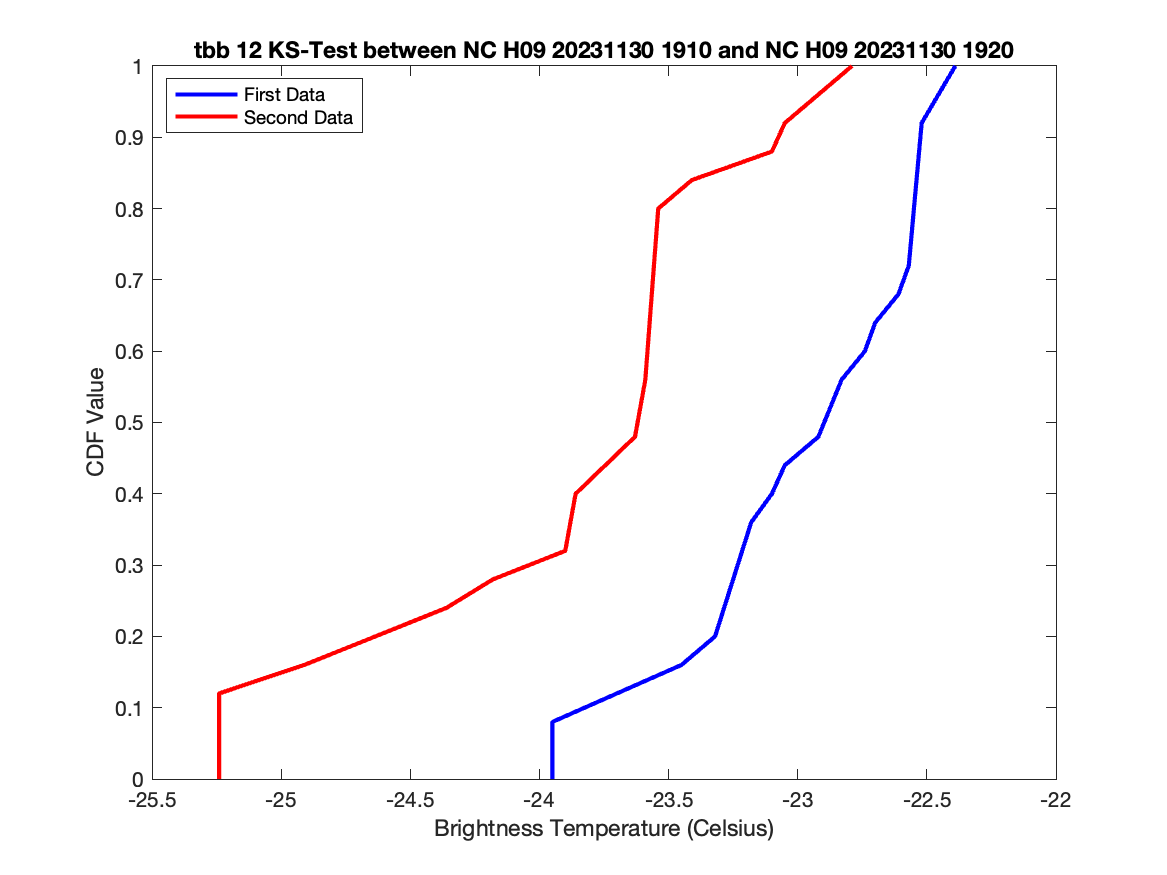 tbb 12 KS-Test between NC H09 20231130 1910 and NC H09 20231130 1920
First Data
Second Data
1
0.9
0.8
0.7
0.6
0.5
0.4
0.3
0.2
0.1
0
CDF Value
-25.5 -25 -24.5 -24 -23.5 -23 -22.5 -22
Brightness Temperature (Celsius)